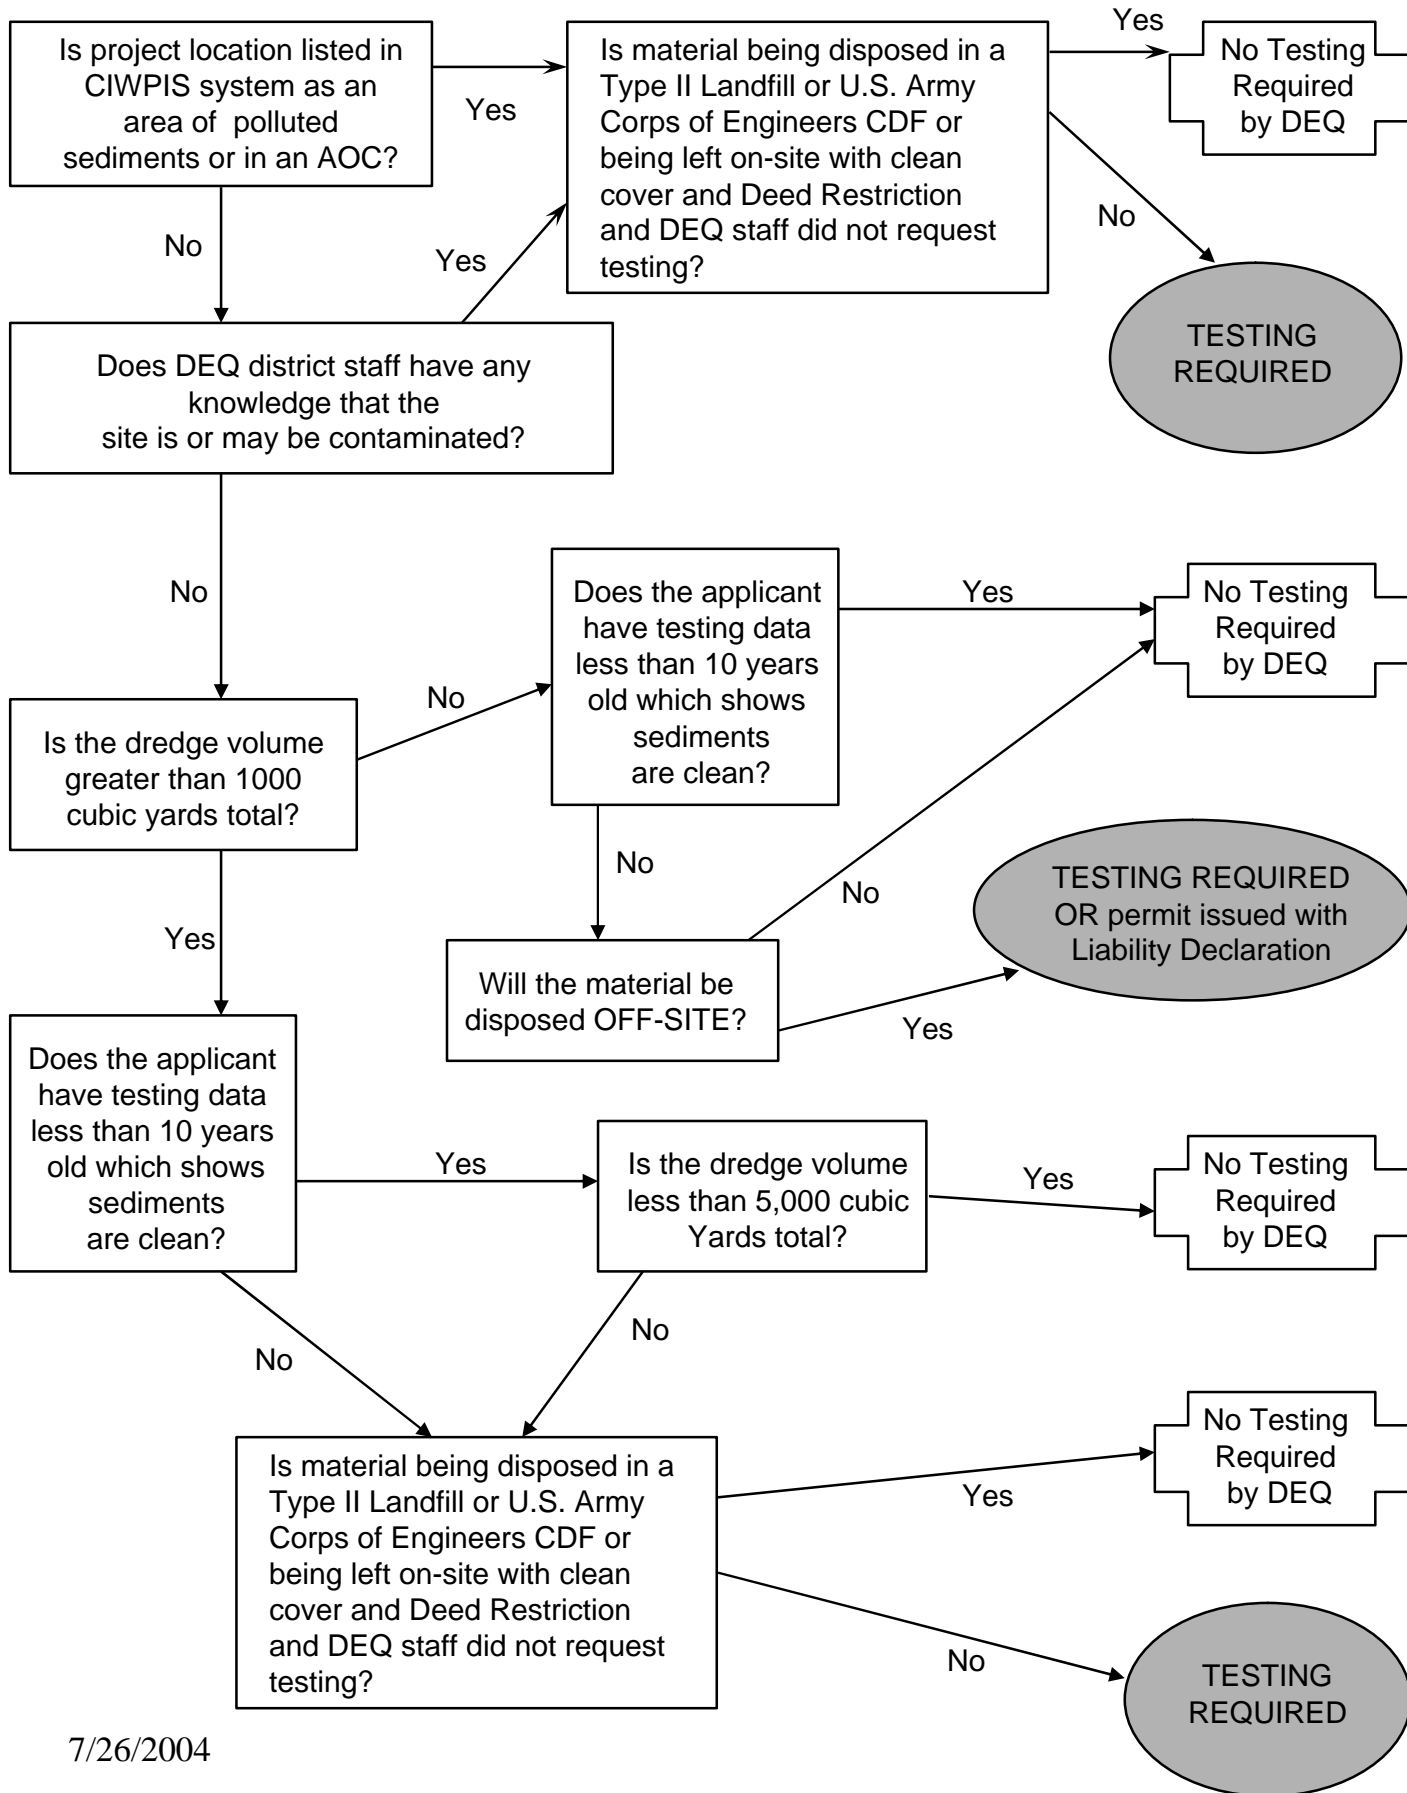 Is project location listed in
CIWPIS system as an
area of polluted
sediments or in an AOC?
Yes
Is material being disposed in a
Type II Landfill or U.S. Army
Corps of Engineers CDF or
being left on-site with clean
cover and Deed Restriction
and DEQ staff did not request
testing?
Yes
No Testing
Required
by DEQ
No
TESTING
REQUIRED
No
Yes
Does DEQ district staff have any
knowledge that the
site is or may be contaminated?
No
Is the dredge volume
greater than 1000
cubic yards total?
No
Does the applicant
have testing data
less than 10 years
old which shows
sediments
are clean?
Yes
No Testing
Required
by DEQ
No
Will the material be
disposed OFF-SITE?
No
Yes
TESTING REQUIRED
OR permit issued with
Liability Declaration
Yes
Does the applicant
have testing data
less than 10 years
old which shows
sediments
are clean?
Yes
Is the dredge volume
less than 5,000 cubic
Yards total?
Yes
No Testing
Required
by DEQ
No
No
Is material being disposed in a
Type II Landfill or U.S. Army
Corps of Engineers CDF or
being left on-site with clean
cover and Deed Restriction
and DEQ staff did not request
testing?
Yes
No Testing
Required
by DEQ
No
TESTING
REQUIRED
7/26/2004